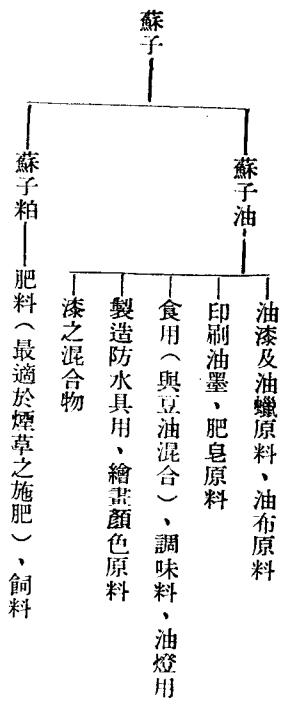 蘇子
蘇子油
油漆及油蠟原料、油布原料
印刷油墨、肥皂原料
食用（與豆油混合）、調味料、油燈用
製造防水具用、繪畫顏色原料
漆之混合物
蘇子粕
肥料（最適於煙草之施肥）、飼料